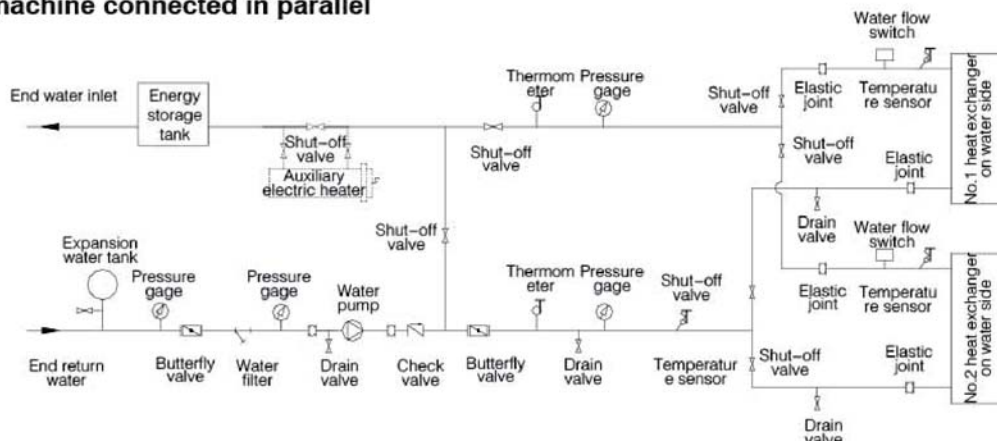 machine connected in parallel
Water flow
switch
End water inlet
Energy
storage
tank
Thermom
eter
Pressure
gage
Shut-off
valve
Elastic
joint
Temperatu
re sensor
No.1 heat exchanger
on water side
Shut-off
valve
Shut-off
valve
Shut-off
valve
Elastic
joint
Auxiliary
electric heater
Drain
valve
Water flow
switch
Shut-off
valve
Expansion
water tank
Pressure
gage
Pressure
gage
Water
pump
Thermom
eter
Pressure
gage
Shut-off
valve
Elastic
joint
Temperatu
re sensor
No.2 heat exchanger
on water side
End return
water
Butterfly
valve
Water
filter
Drain
valve
Check
valve
Butterfly
valve
Drain
valve
Temperatur
e sensor
Shut-off
valve
Elastic
joint
Drain
valve